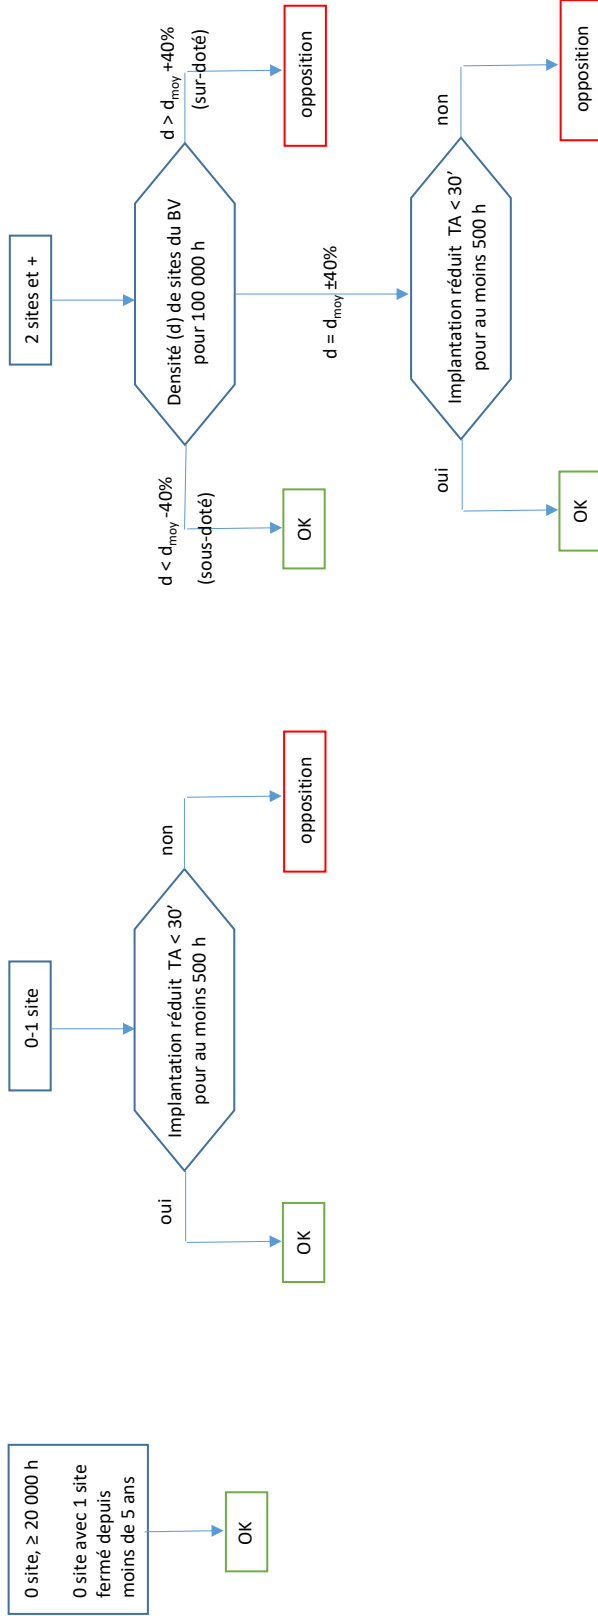 0 site, ≥ 20 000 h
0 site avec 1 site
fermé depuis
moins de 5 ans
OK
0-1 site
Implantation réduit TA < 30'
pour au moins 500 h
oui
non
OK
opposition
2 sites et +
Densité (d) de sites du BV
pour 100 000 h
d < dmoy -40%
(sous-doté)
d > dmoy +40%
(sur-doté)
OK
opposition
d = dmoy ±40%
Implantation réduit TA < 30'
pour au moins 500 h
oui
non
OK
opposition